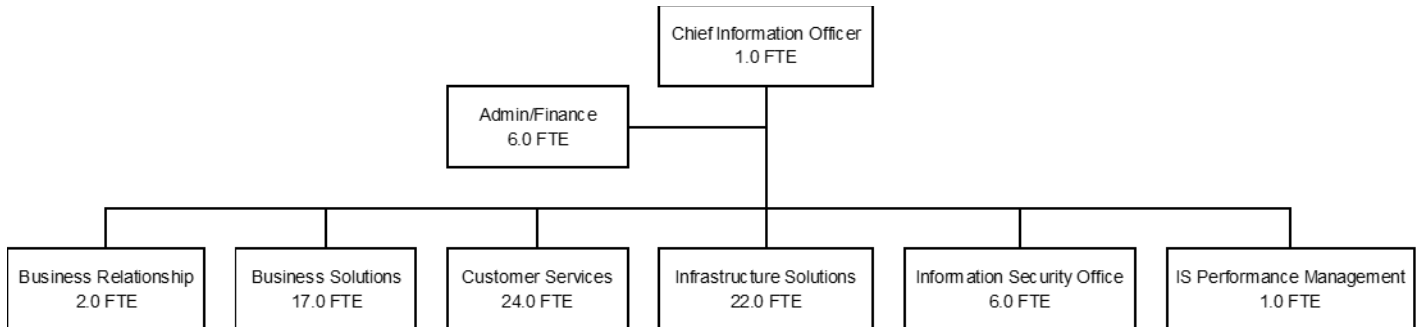 Chief Information Officer
1.0 FTE
Admin/Finance
6.0 FTE
Business Relationship
2.0 FTE
Business Solutions
17.0 FTE
Customer Services
24.0 FTE
Infrastructure Solutions
22.0 FTE
Information Security Office
6.0 FTE
IS Performance Management
1.0 FTE